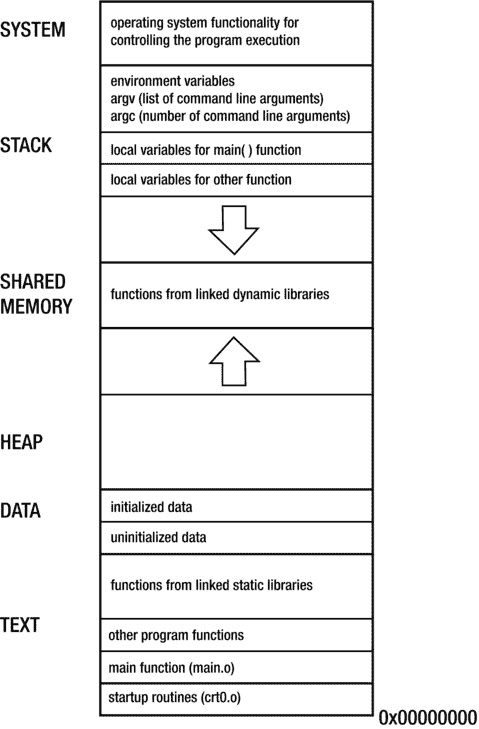 SYSTEM
operating system functionality for
controlling the program execution
environment variables
argv (list of command line arguments)
argc (number of command line arguments)
STACK
local variables for main( ) function
local variables for other function
SHARED
MEMORY
functions from linked dynamic libraries
HEAP
DATA
initialized data
uninitialized data
functions from linked static libraries
TEXT
other program functions
main function (main.o)
startup routines (crt0.o)
0x00000000